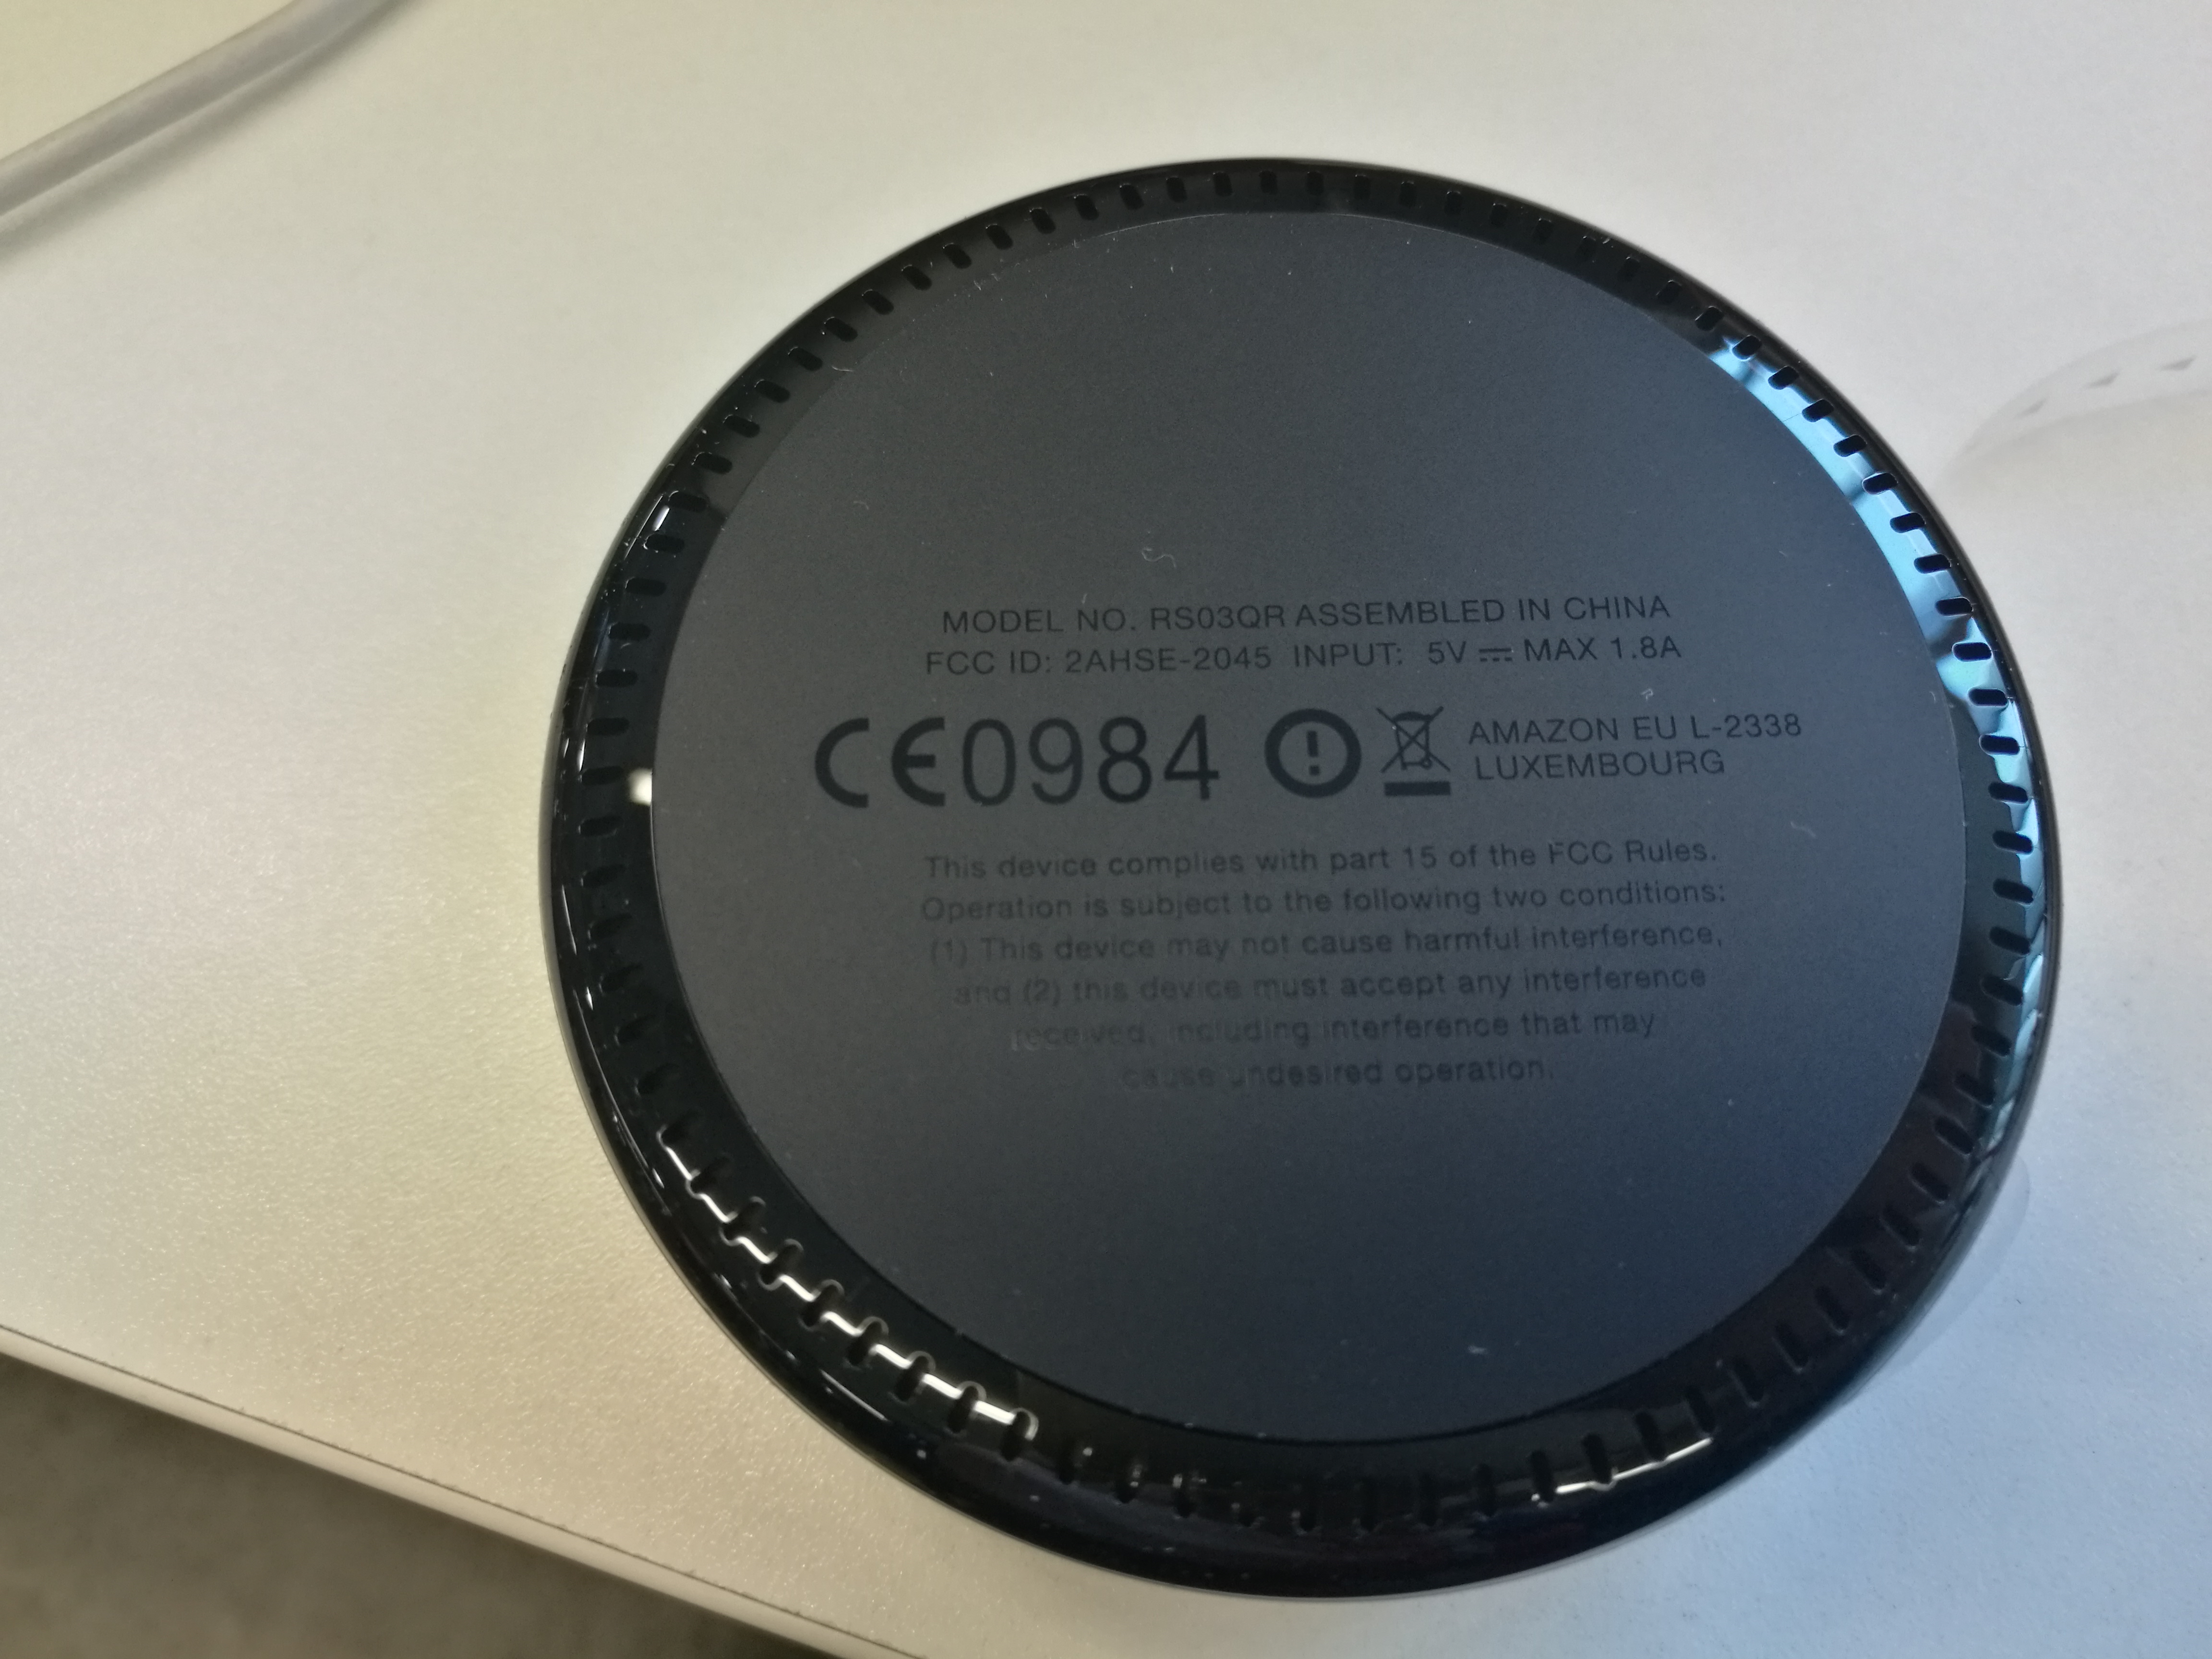 MODEL NO. RS03QR ASSEMBLED IN CHINA
FCC ID: 2AHSE-2045 INPUT: 5V ⎓ MAX 1.8A
CE0984 AMAZON EU L-2338
LUXEMBOURG
This device complies with part 15 of the FCC Rules.
Operation is subject to the following two conditions:
(1) This device may not cause harmful interference,
and (2) this device must accept any interference
received, including interference that may
cause undesired operation.